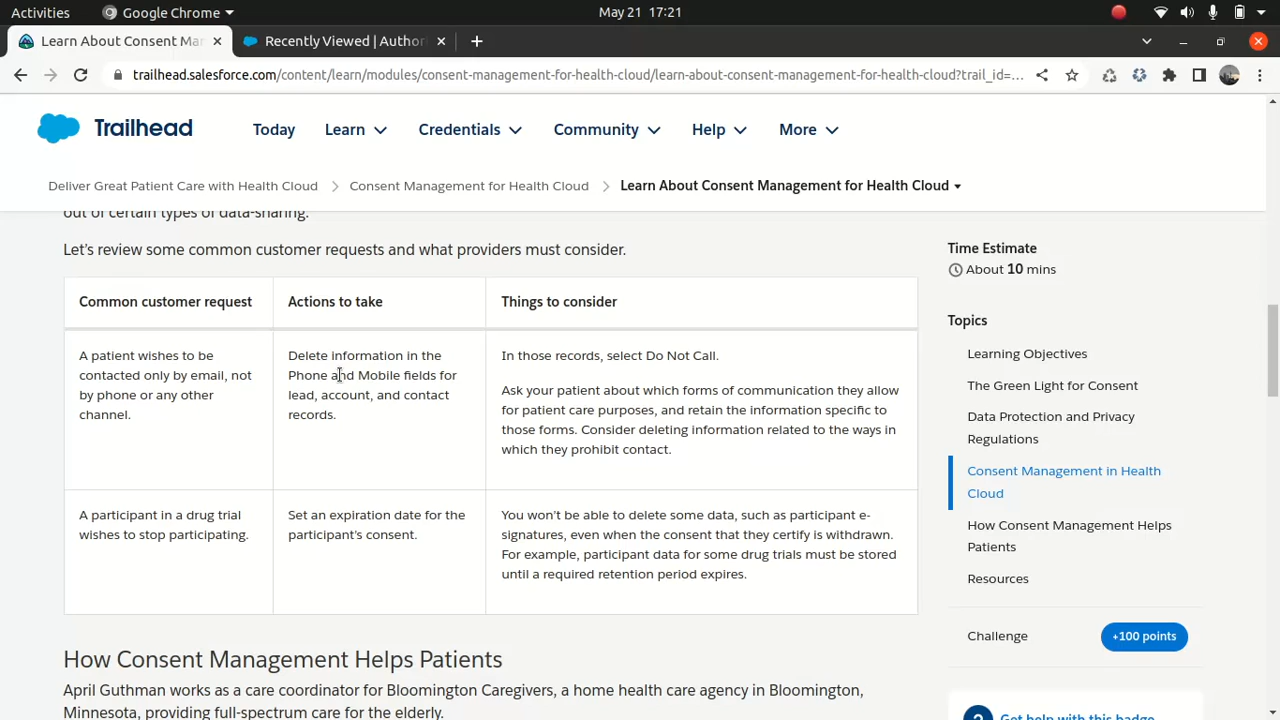 Activities Google Chrome May 21 17:21
Learn About Consent Ma Recently Viewed | Author
trailhead.salesforce.com/content/learn/modules/consent-management-for-health-cloud/learn-about-consent-management-for-health-cloud?trail_id=...
Trailhead Today Learn Credentials Community Help More
Deliver Great Patient Care with Health Cloud Consent Management for Health Cloud Learn About Consent Management for Health Cloud
out of certain types of data-sharing.
Let's review some common customer requests and what providers must consider.
Common customer request Actions to take Things to consider
A patient wishes to be
contacted only by email, not
by phone or any other
channel.
Delete information in the
Phone and Mobile fields for
lead, account, and contact
records.
In those records, select Do Not Call.
Ask your patient about which forms of communication they allow
for patient care purposes, and retain the information specific to
those forms. Consider deleting information related to the ways in
which they prohibit contact.
A participant in a drug trial
wishes to stop participating.
Set an expiration date for the
participant's consent.
You won't be able to delete some data, such as participant e-
signatures, even when the consent that they certify is withdrawn.
For example, participant data for some drug trials must be stored
until a required retention period expires.
How Consent Management Helps Patients
April Guthman works as a care coordinator for Bloomington Caregivers, a home health care agency in Bloomington,
Minnesota, providing full-spectrum care for the elderly.
Time Estimate
About 10 mins
Topics
Learning Objectives
The Green Light for Consent
Data Protection and Privacy
Regulations
Consent Management in Health
Cloud
How Consent Management Helps
Patients
Resources
Challenge +100 points
Get help with this badge